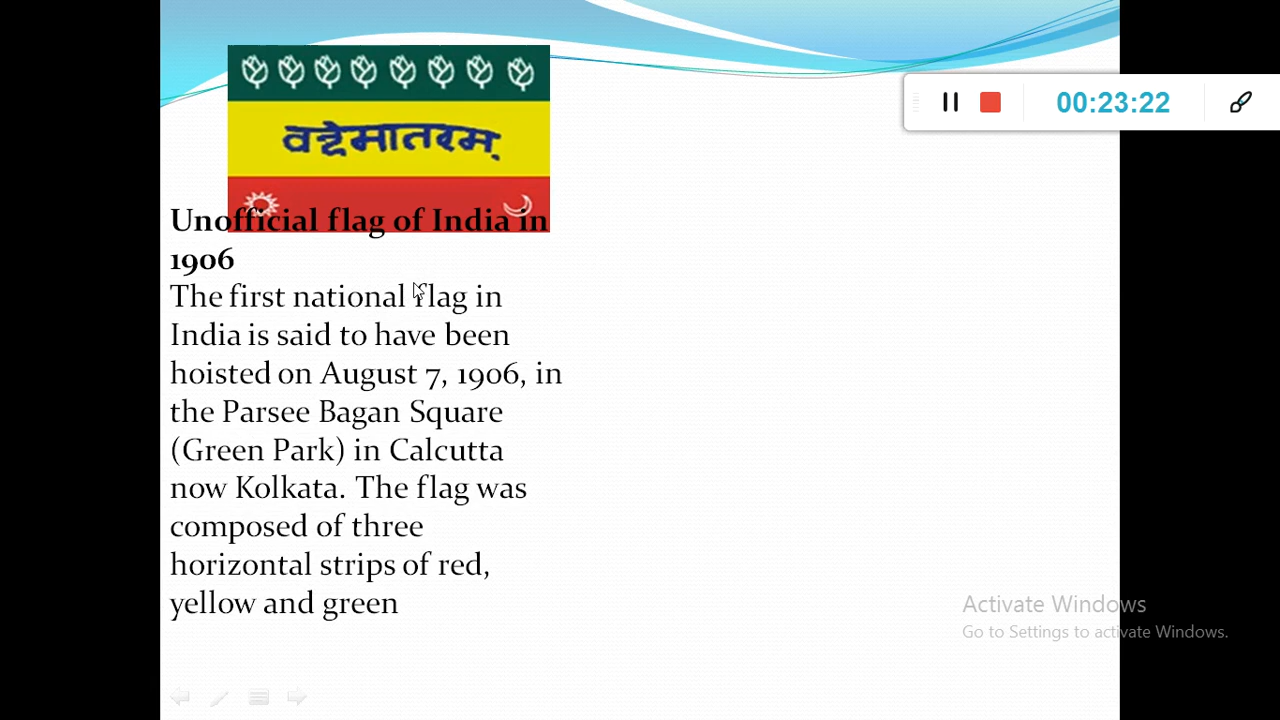 वन्देमातरम्
00:23:22
Unofficial flag of India in
1906
The first national flag in
India is said to have been
hoisted on August 7, 1906, in
the Parsee Bagan Square
(Green Park) in Calcutta
now Kolkata. The flag was
composed of three
horizontal strips of red,
yellow and green
Activate Windows
Go to Settings to activate Windows.